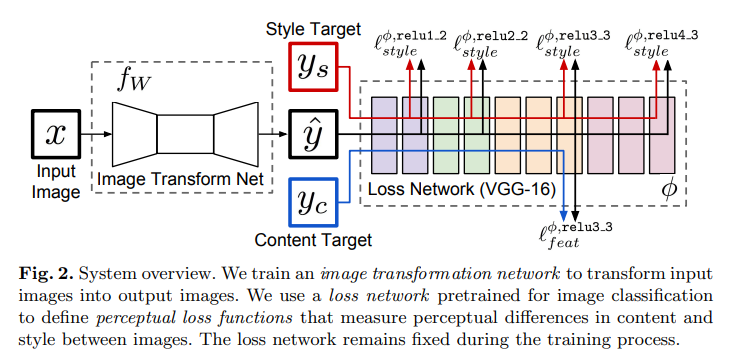 Style Target
ℓ^{ϕ,relu1_2}_{style} ℓ^{ϕ,relu2_2}_{style} ℓ^{ϕ,relu3_3}_{style} ℓ^{ϕ,relu4_3}_{style}
y_s
f_W
x
ŷ
Input
Image
Image Transform Net
Loss Network (VGG-16)
ϕ
y_c
Content Target
ℓ^{ϕ,relu3_3}_{feat}
Fig. 2. System overview. We train an image transformation network to transform input
images into output images. We use a loss network pretrained for image classification
to define perceptual loss functions that measure perceptual differences in content and
style between images. The loss network remains fixed during the training process.